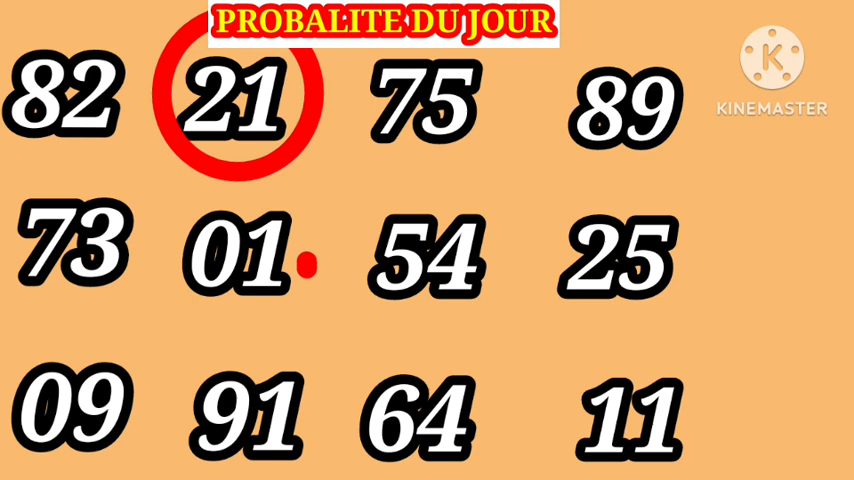 PROBALITE DU JOUR
82 21 75 89
K
KINEMASTER
73 01 54 25
09 91 64 11